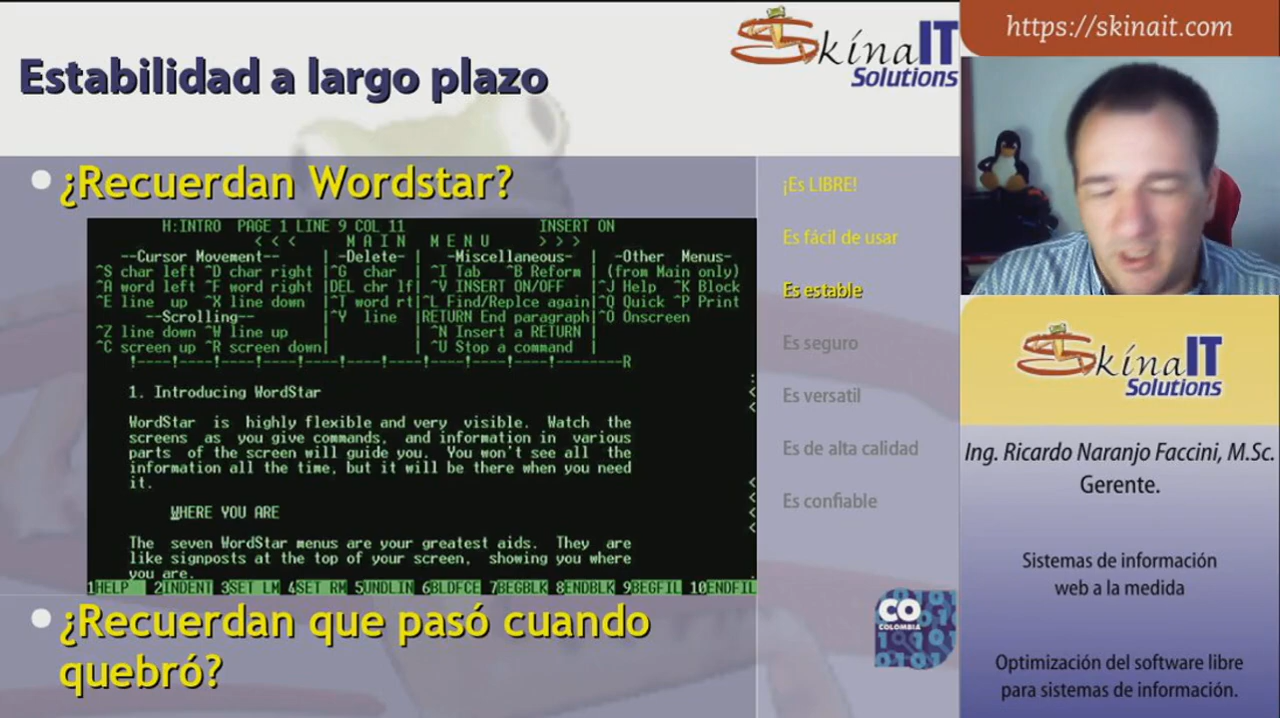 Estabilidad a largo plazo
Skína IT
Solutions
https://skinait.com
¿Recuerdan Wordstar?
H:INTRO PAGE 1 LINE 9 COL 11 INSERT ON
< < < M A I N M E N U > > >
--Cursor Movement-- | -Delete- | -Miscellaneous- | -Other Menus-
^S char left ^D char right |^G char | ^I Tab ^B Reform | (from Main only)
^A word left ^F word right |DEL chr lf| ^V INSERT ON/OFF |^J Help ^K Block
^E line up ^X line down |^T word rt|^L Find/Replce again|^Q Quick ^P Print
--Scrolling-- |^Y line |RETURN End paragraph|^O Onscreen
^Z line down ^W line up | | ^N Insert a RETURN |
^C screen up ^R screen down| | ^U Stop a command |
!----!----!----!----!----!----!----!----!----!----!--------R
1. Introducing WordStar
WordStar is highly flexible and very visible. Watch the
screens as you give commands, and information in various
parts of the screen will guide you. You won't see all the
information all the time, but it will be there when you need
it.
WHERE YOU ARE
The seven WordStar menus are your greatest aids. They are
like signposts at the top of your screen, showing you where
you are.
1HELP 2INDENT 3SET LM 4SET RM 5UNDLIN 6BLDFCE 7BEGBLK 8ENDBLK 9BEGFIL 10ENDFIL
¿Recuerdan que pasó cuando
quebró?
¡Es LIBRE!
Es fácil de usar
Es estable
Es seguro
Es versatil
Es de alta calidad
Es confiable
CO
COLOMBIA
Skína IT
Solutions
Ing. Ricardo Naranjo Faccini, M.Sc.
Gerente.
Sistemas de información
web a la medida
Optimización del software libre
para sistemas de información.